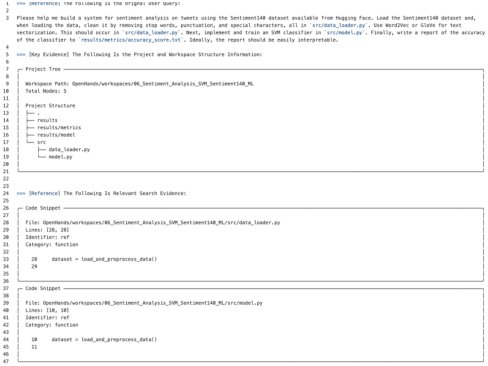 1 >>> [Reference] The Following Is the Original User Query:
2
3 Please help me build a system for sentiment analysis on tweets using the Sentiment140 dataset available from Hugging Face. Load the Sentiment140 dataset and,
when loading the data, clean it by removing stop words, punctuation, and special characters, all in `src/data_loader.py`. Use Word2Vec or GloVe for text
vectorization. This should occur in `src/data_loader.py`. Next, implement and train an SVM classifier in `src/model.py`. Finally, write a report of the accuracy
of the classifier to `results/metrics/accuracy_score.txt`. Ideally, the report should be easily interpretable.
4
5 >>> [Key Evidence] The Following Is the Project and Workspace Structure Information:
6
7 Project Tree
8
9 Workspace Path: OpenHands/workspaces/06_Sentiment_Analysis_SVM_Sentiment140_ML
10 Total Nodes: 5
11
12 Project Structure
13 ├── .
14 ├── results
15 ├── results/metrics
16 ├── results/model
17 └── src
18 ├── data_loader.py
19 └── model.py
20
21
22
23
24 >>> [Reference] The Following Is Relevant Search Evidence:
25
26 Code Snippet
27
28 File: OpenHands/workspaces/06_Sentiment_Analysis_SVM_Sentiment140_ML/src/data_loader.py
29 Lines: [28, 28]
30 Identifier: ref
31 Category: function
32
33 28 dataset = load_and_preprocess_data()
34 29
35
36
37 Code Snippet
38
39 File: OpenHands/workspaces/06_Sentiment_Analysis_SVM_Sentiment140_ML/src/model.py
40 Lines: [10, 10]
41 Identifier: ref
42 Category: function
43
44 10 dataset = load_and_preprocess_data()
45 11
46
47